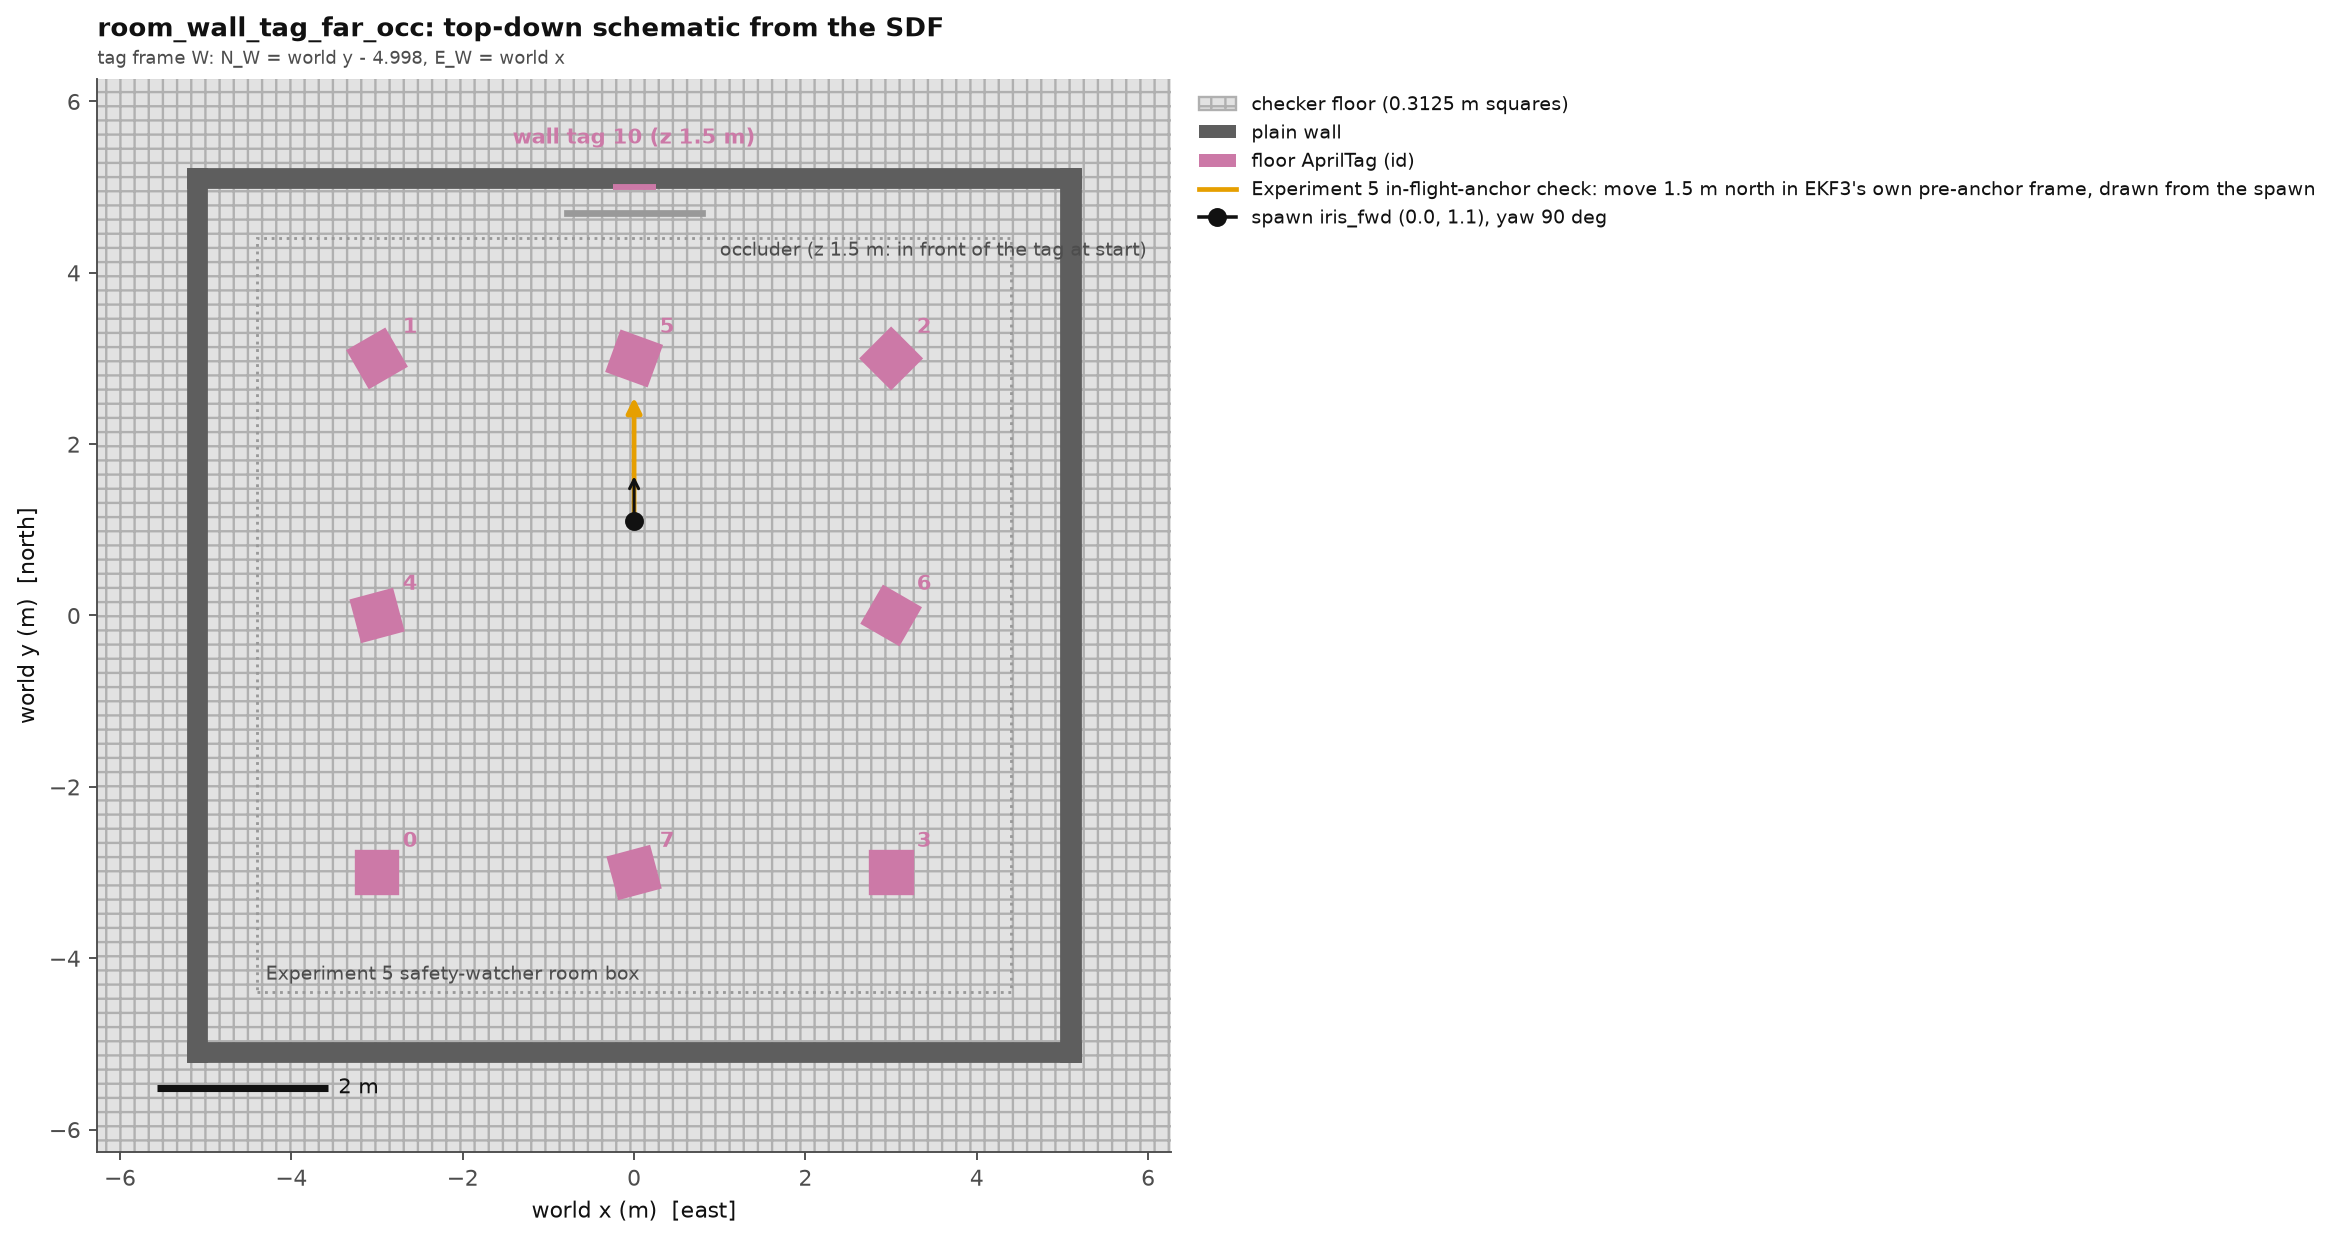 room_wall_tag_far_occ: top-down schematic from the SDF
tag frame W: N_W = world y - 4.998, E_W = world x
checker floor (0.3125 m squares)
plain wall
floor AprilTag (id)
Experiment 5 in-flight-anchor check: move 1.5 m north in EKF3's own pre-anchor frame, drawn from the spawn
spawn iris_fwd (0.0, 1.1), yaw 90 deg
wall tag 10 (z 1.5 m)
occluder (z 1.5 m: in front of the tag at start)
1
5
2
4
6
0
7
3
Experiment 5 safety-watcher room box
2 m
6
4
2
0
−2
−4
−6
world y (m)  [north]
−6
−4
−2
0
2
4
6
world x (m)  [east]